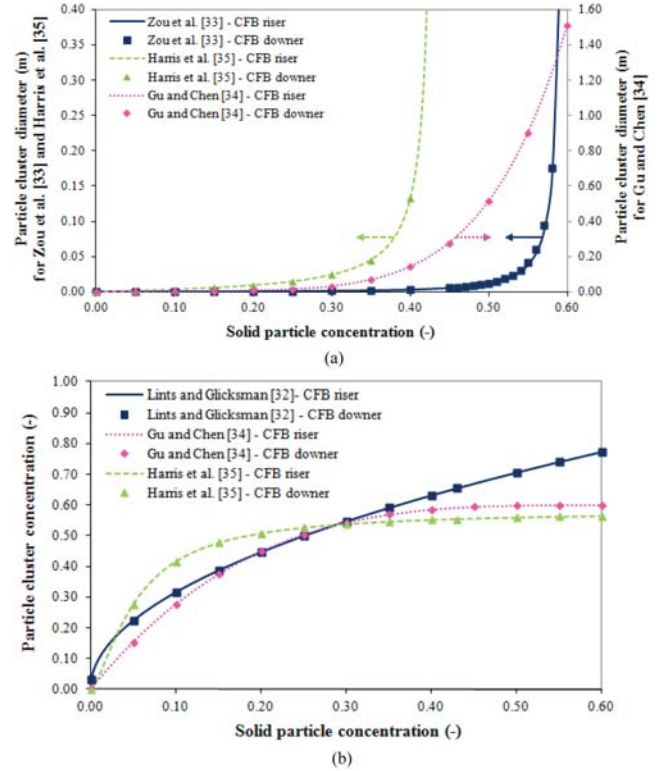 0.40
0.35
0.30
0.25
0.20
0.15
0.10
0.05
0.00
Particle cluster diameter (m)
for Zou et al. [33] and Harris et al. [35]
Zou et al. [33] - CFB riser
Zou et al. [33] - CFB downer
Harris et al. [35] - CFB riser
Harris et al. [35] - CFB downer
Gu and Chen [34] - CFB riser
Gu and Chen [34] - CFB downer
1.60
1.40
1.20
1.00
0.80
0.60
0.40
0.20
0.00
Particle cluster diameter (m)
for Gu and Chen [34]
0.00 0.10 0.20 0.30 0.40 0.50 0.60
Solid particle concentration (-)
(a)
1.00
0.90
0.80
0.70
0.60
0.50
0.40
0.30
0.20
0.10
0.00
Particle cluster concentration (-)
Lints and Glicksman [32]- CFB riser
Lints and Glicksman [32] - CFB downer
Gu and Chen [34] - CFB riser
Gu and Chen [34] - CFB downer
Harris et al. [35] - CFB riser
Harris et al. [35] - CFB downer
0.00 0.10 0.20 0.30 0.40 0.50 0.60
Solid particle concentration (-)
(b)